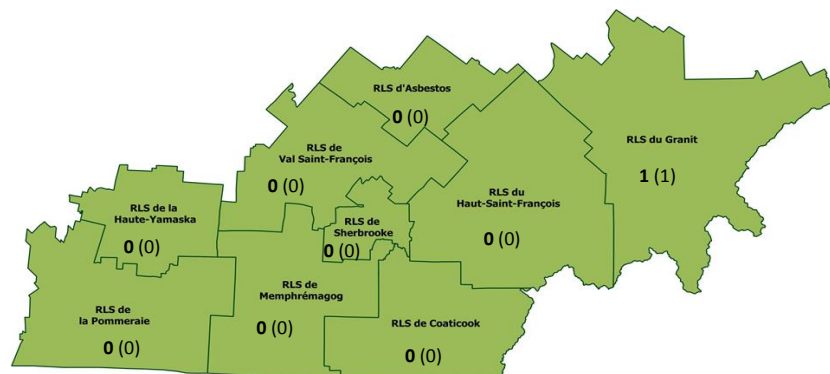 RLS d'Asbestos
0 (0)
RLS du Granit
1 (1)
RLS de
Val Saint-François
0 (0)
RLS du
Haut-Saint-François
0 (0)
RLS de la
Haute-Yamaska
0 (0)
RLS de
Sherbrooke
0 (0)
RLS de
Memphrémagog
0 (0)
RLS de
la Pommeraie
0 (0)
RLS de Coaticook
0 (0)